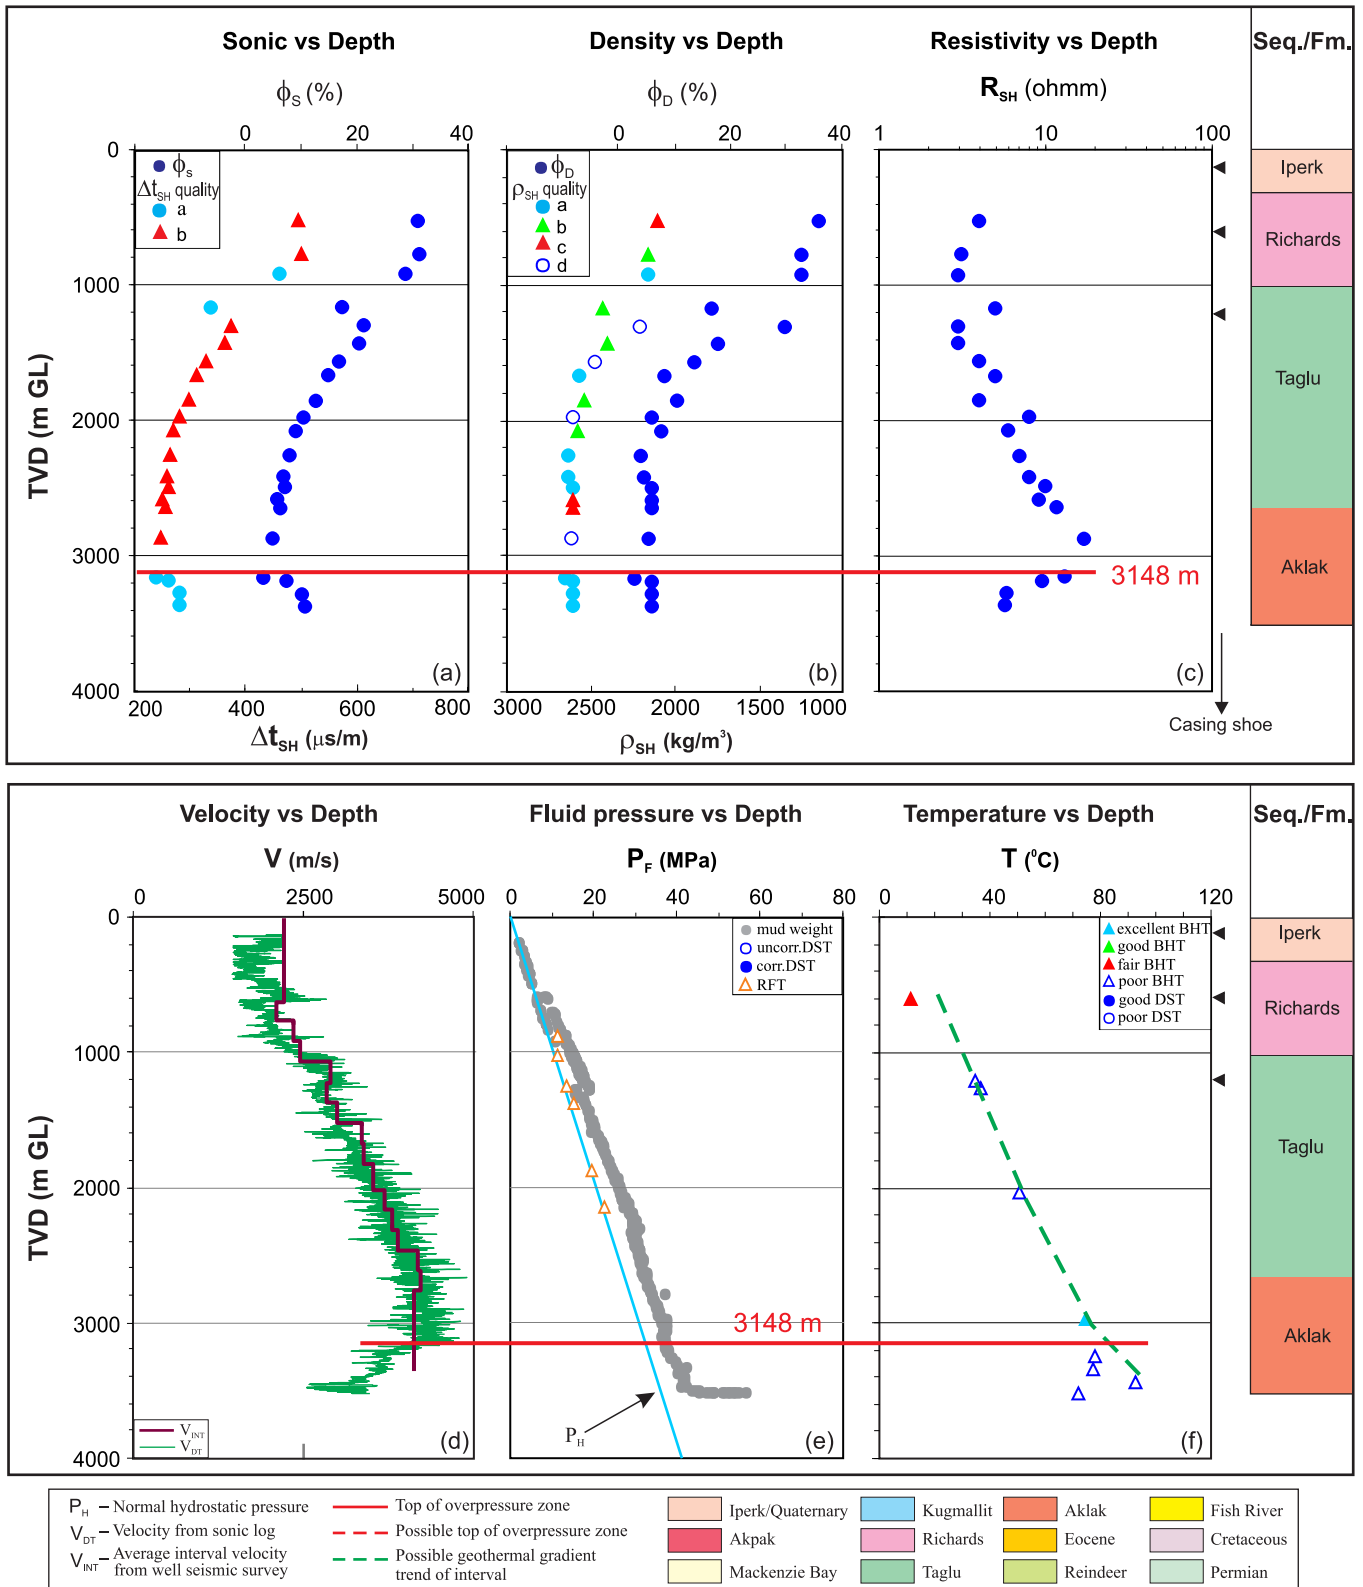 Sonic vs Depth Density vs Depth Resistivity vs Depth Seq./Fm.
ϕS (%) ϕD (%) RSH (ohmm)
0 20 40 0 20 40 1 10 100
0
ϕs
ΔtSH quality
a
b
ϕD
ρSH quality
a
b
c
d
Iperk
Richards
1000
TVD (m GL)
Taglu
2000
3000
3148 m
Aklak
(a) (b) (c)
4000
200 400 600 800 3000 2500 2000 1500 1000
Casing shoe
ΔtSH (μs/m) ρSH (kg/m³)
Velocity vs Depth Fluid pressure vs Depth Temperature vs Depth Seq./Fm.
V (m/s) PF (MPa) T (⁰C)
0 2500 5000 0 20 40 60 80 0 40 80 120
0
mud weight
uncorr.DST
corr.DST
RFT
excellent BHT
good BHT
fair BHT
poor BHT
good DST
poor DST
Iperk
Richards
1000
TVD (m GL)
Taglu
2000
3000
3148 m
Aklak
PH
VINT
VDT
(d) (e) (f)
4000
PH – Normal hydrostatic pressure
VDT – Velocity from sonic log
VINT – Average interval velocity
from well seismic survey
Top of overpressure zone
Possible top of overpressure zone
Possible geothermal gradient
trend of interval
Iperk/Quaternary Kugmallit Aklak Fish River
Akpak Richards Eocene Cretaceous
Mackenzie Bay Taglu Reindeer Permian